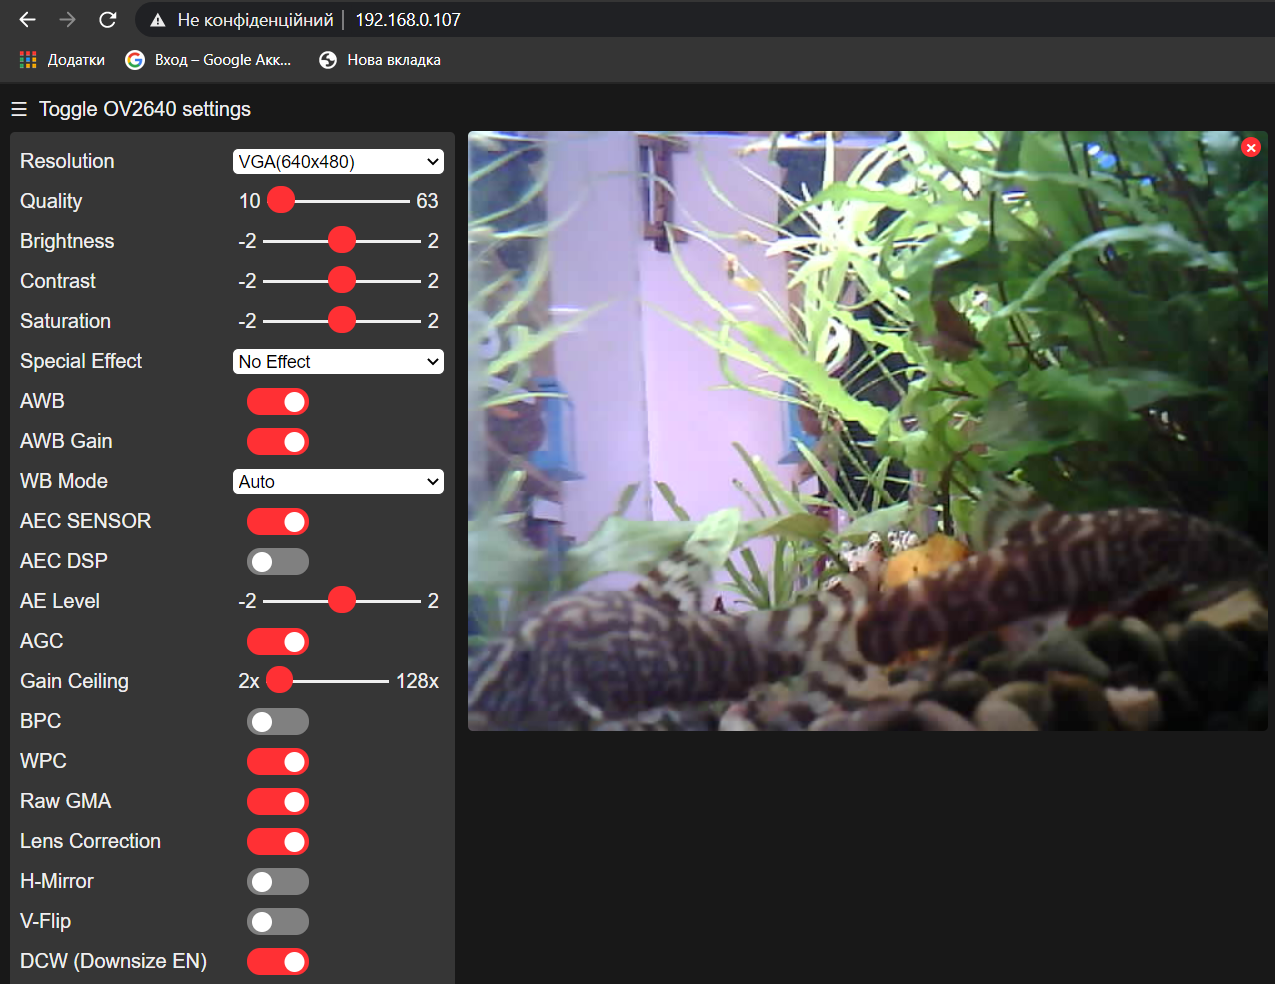 Не конфіденційний 192.168.0.107
Додатки Вход – Google Акк... Нова вкладка
Toggle OV2640 settings
Resolution VGA(640x480)
Quality 10 63
Brightness -2 2
Contrast -2 2
Saturation -2 2
Special Effect No Effect
AWB
AWB Gain
WB Mode Auto
AEC SENSOR
AEC DSP
AE Level -2 2
AGC
Gain Ceiling 2x 128x
BPC
WPC
Raw GMA
Lens Correction
H-Mirror
V-Flip
DCW (Downsize EN)